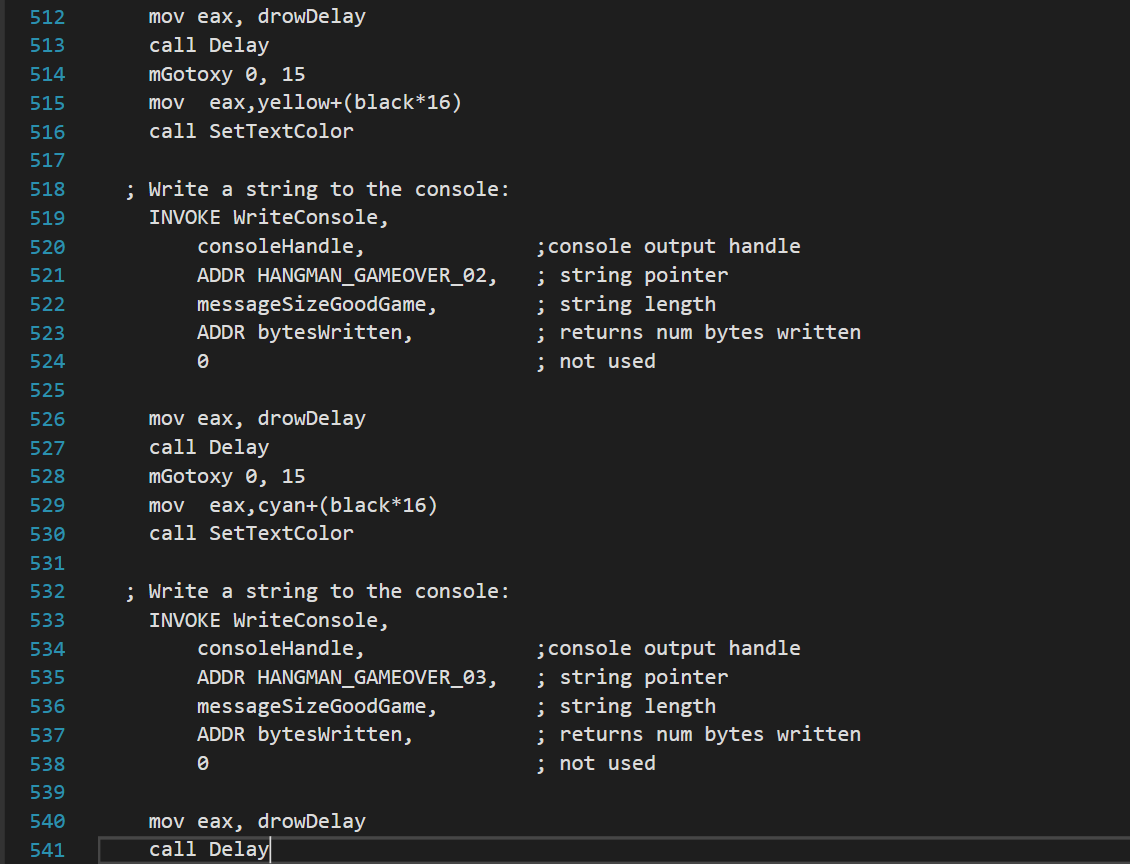 512 mov eax, drowDelay
513 call Delay
514 mGotoxy 0, 15
515 mov  eax,yellow+(black*16)
516 call SetTextColor
517
518 ; Write a string to the console:
519 INVOKE WriteConsole,
520 consoleHandle, ;console output handle
521 ADDR HANGMAN_GAMEOVER_02, ; string pointer
522 messageSizeGoodGame, ; string length
523 ADDR bytesWritten, ; returns num bytes written
524 0 ; not used
525
526 mov eax, drowDelay
527 call Delay
528 mGotoxy 0, 15
529 mov  eax,cyan+(black*16)
530 call SetTextColor
531
532 ; Write a string to the console:
533 INVOKE WriteConsole,
534 consoleHandle, ;console output handle
535 ADDR HANGMAN_GAMEOVER_03, ; string pointer
536 messageSizeGoodGame, ; string length
537 ADDR bytesWritten, ; returns num bytes written
538 0 ; not used
539
540 mov eax, drowDelay
541 call Delay